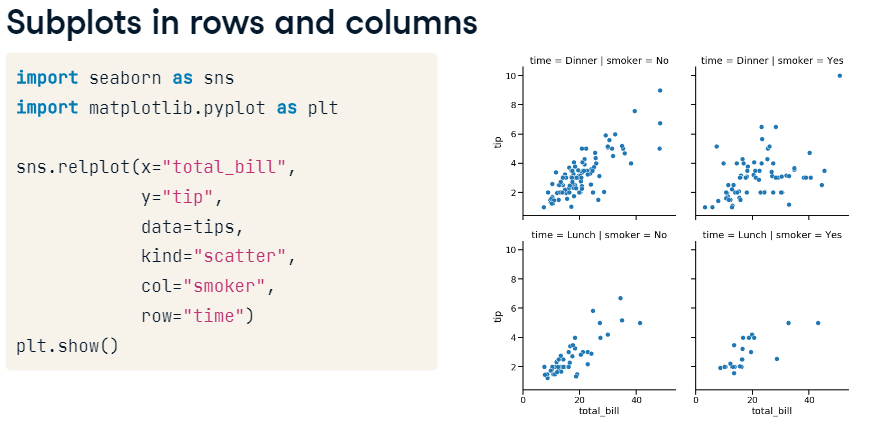 Subplots in rows and columns
import seaborn as sns
import matplotlib.pyplot as plt
sns.relplot(x="total_bill",
y="tip",
data=tips,
kind="scatter",
col="smoker",
row="time")
plt.show()
time = Dinner | smoker = No
time = Dinner | smoker = Yes
10
8
6
4
2
tip
time = Lunch | smoker = No
time = Lunch | smoker = Yes
10
8
6
4
2
tip
0 20 40
0 20 40
total_bill
total_bill